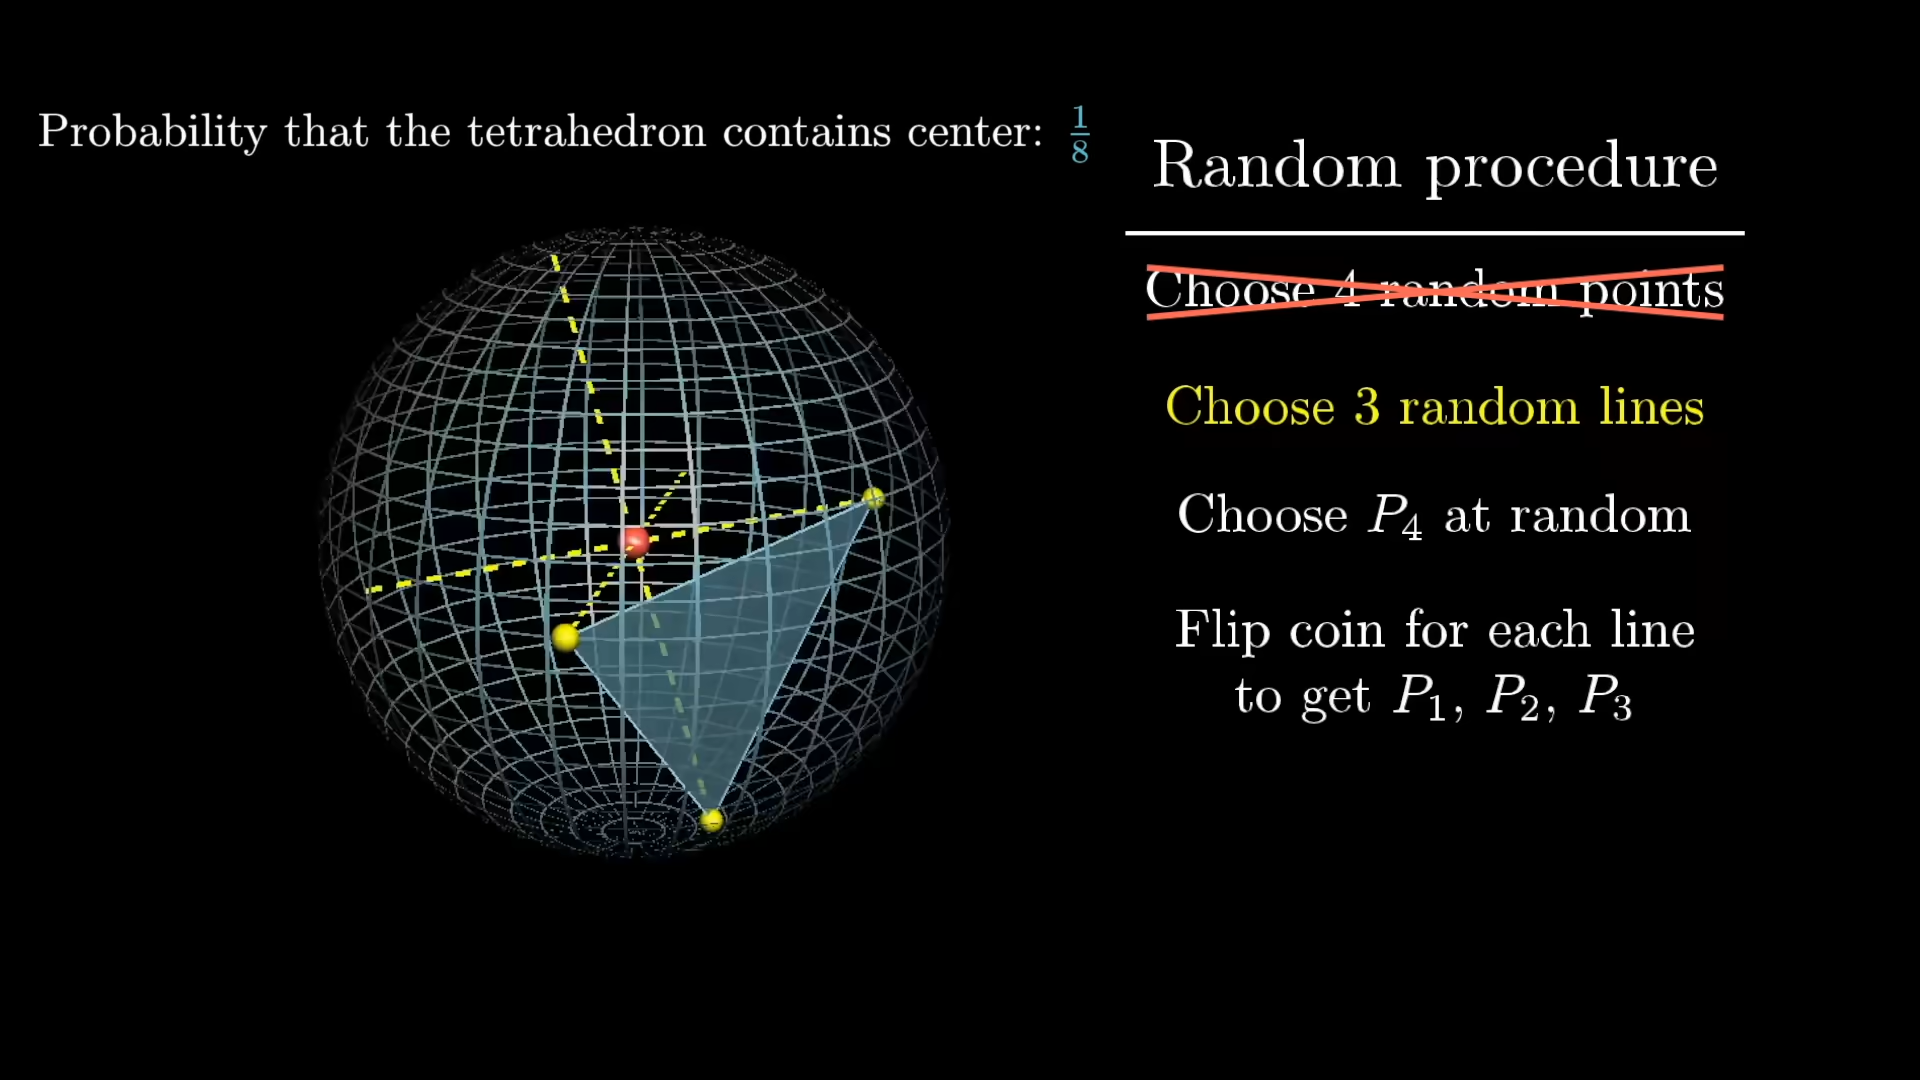 Probability that the tetrahedron contains center: 1/8
Random procedure
Choose 4 random points
Choose 3 random lines
Choose P₄ at random
Flip coin for each line
to get P₁, P₂, P₃